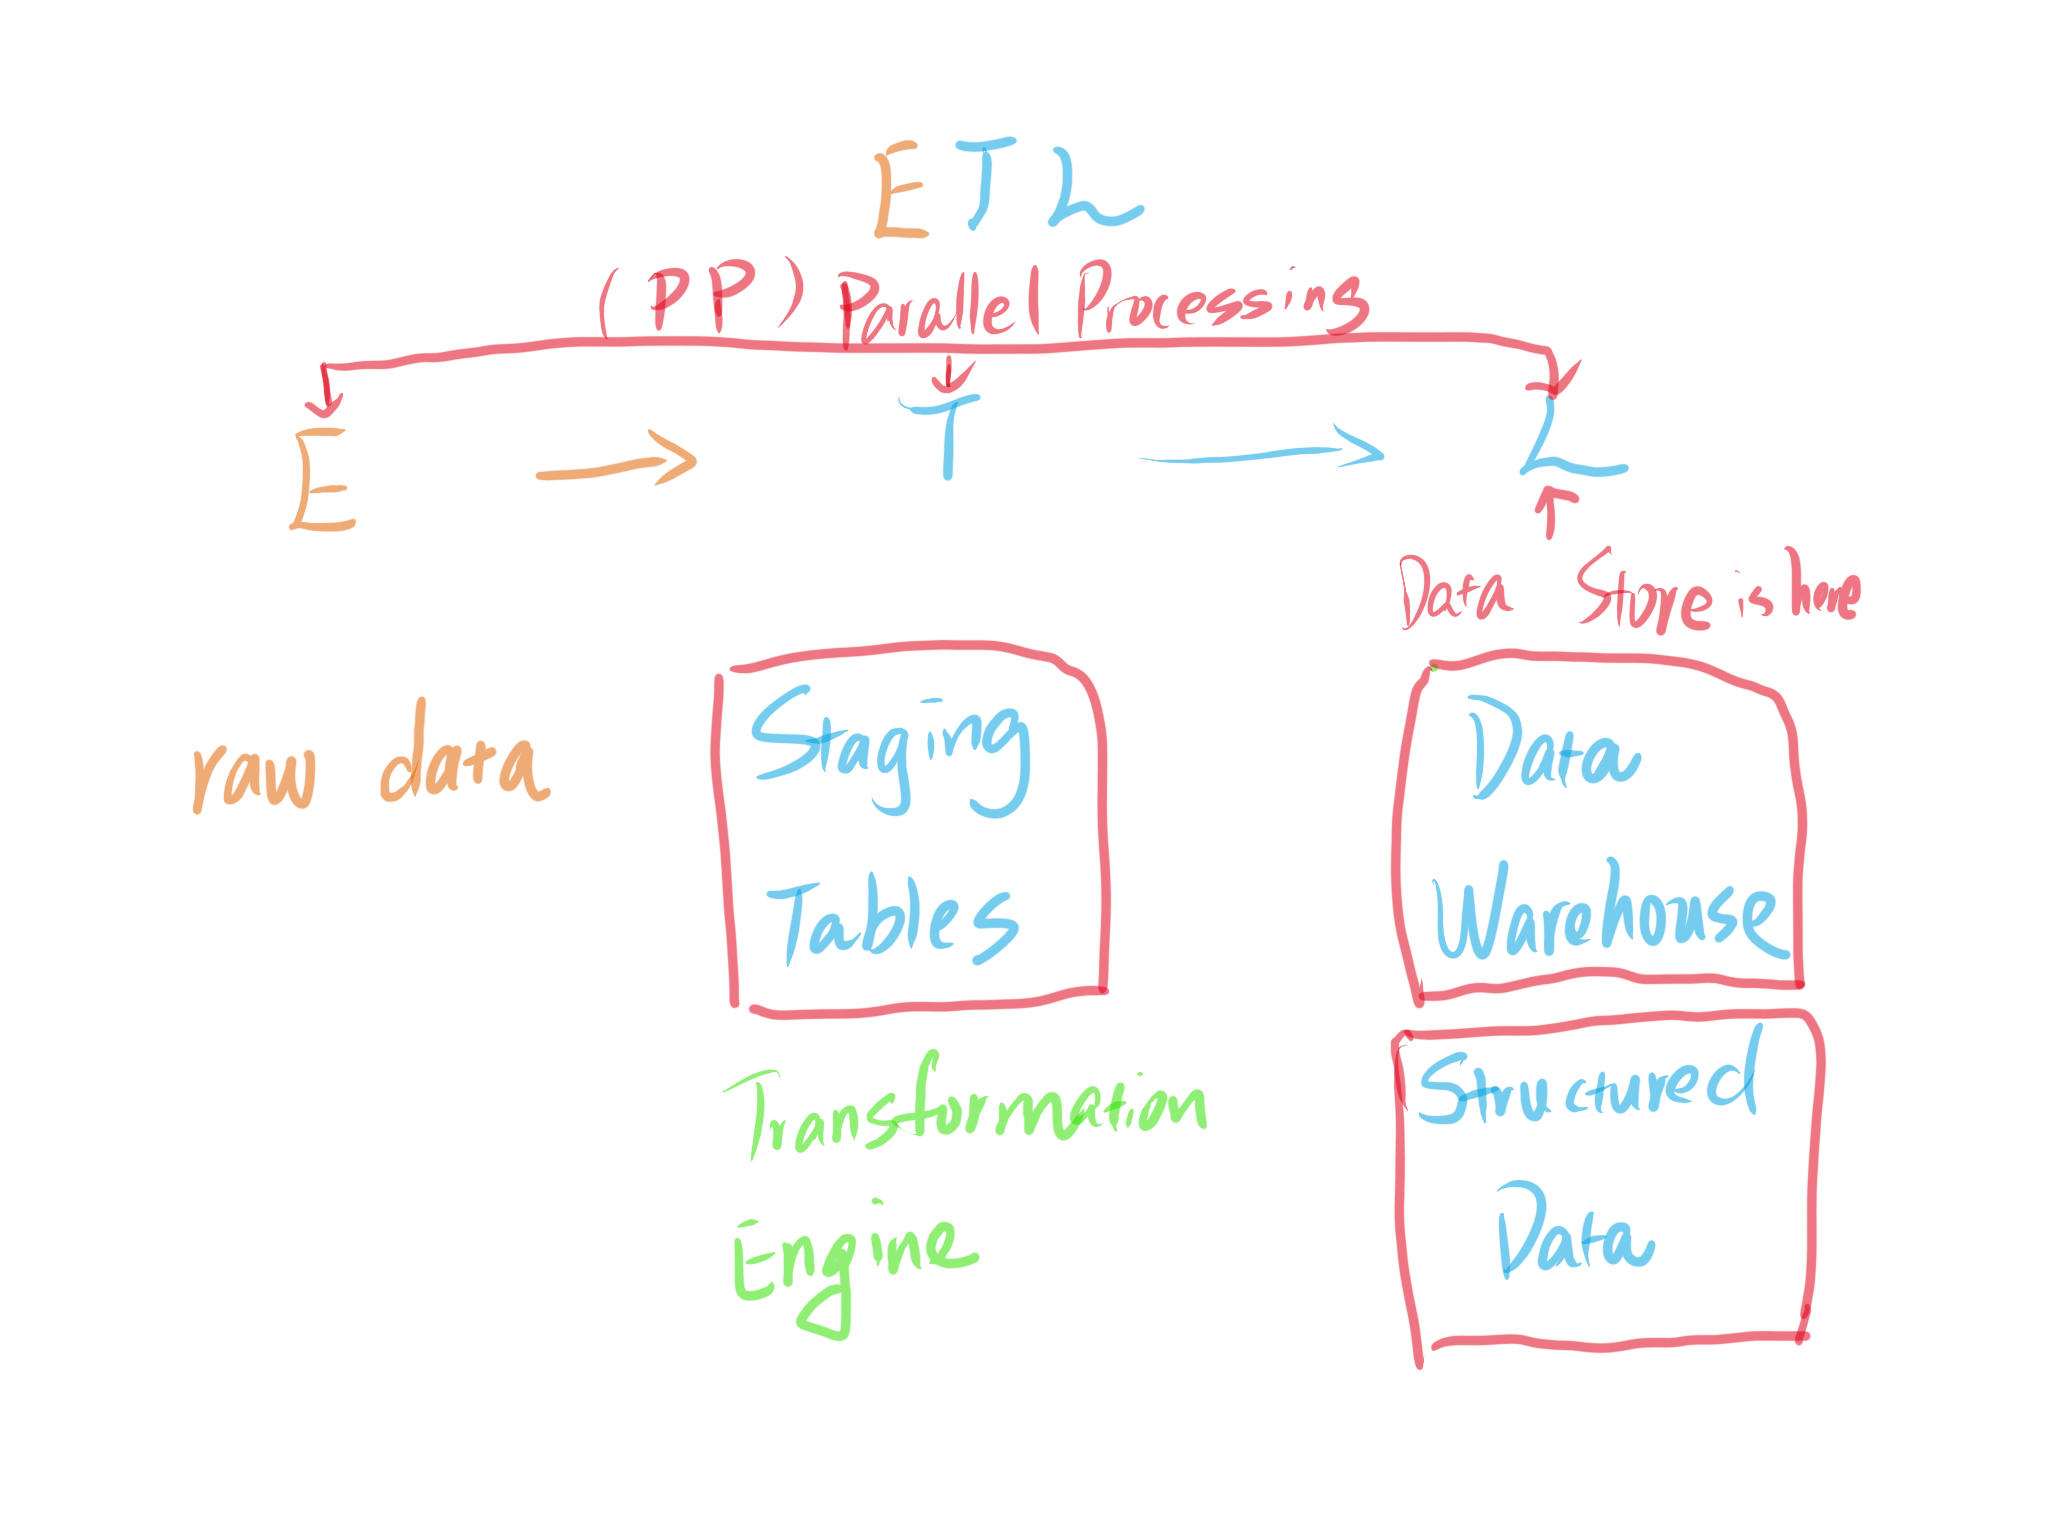 ETL
(PP) Parallel Processing
E T L
Data Store is here
raw data
Staging
Tables
Data
Warehouse
Transformation
Engine
Structured
Data